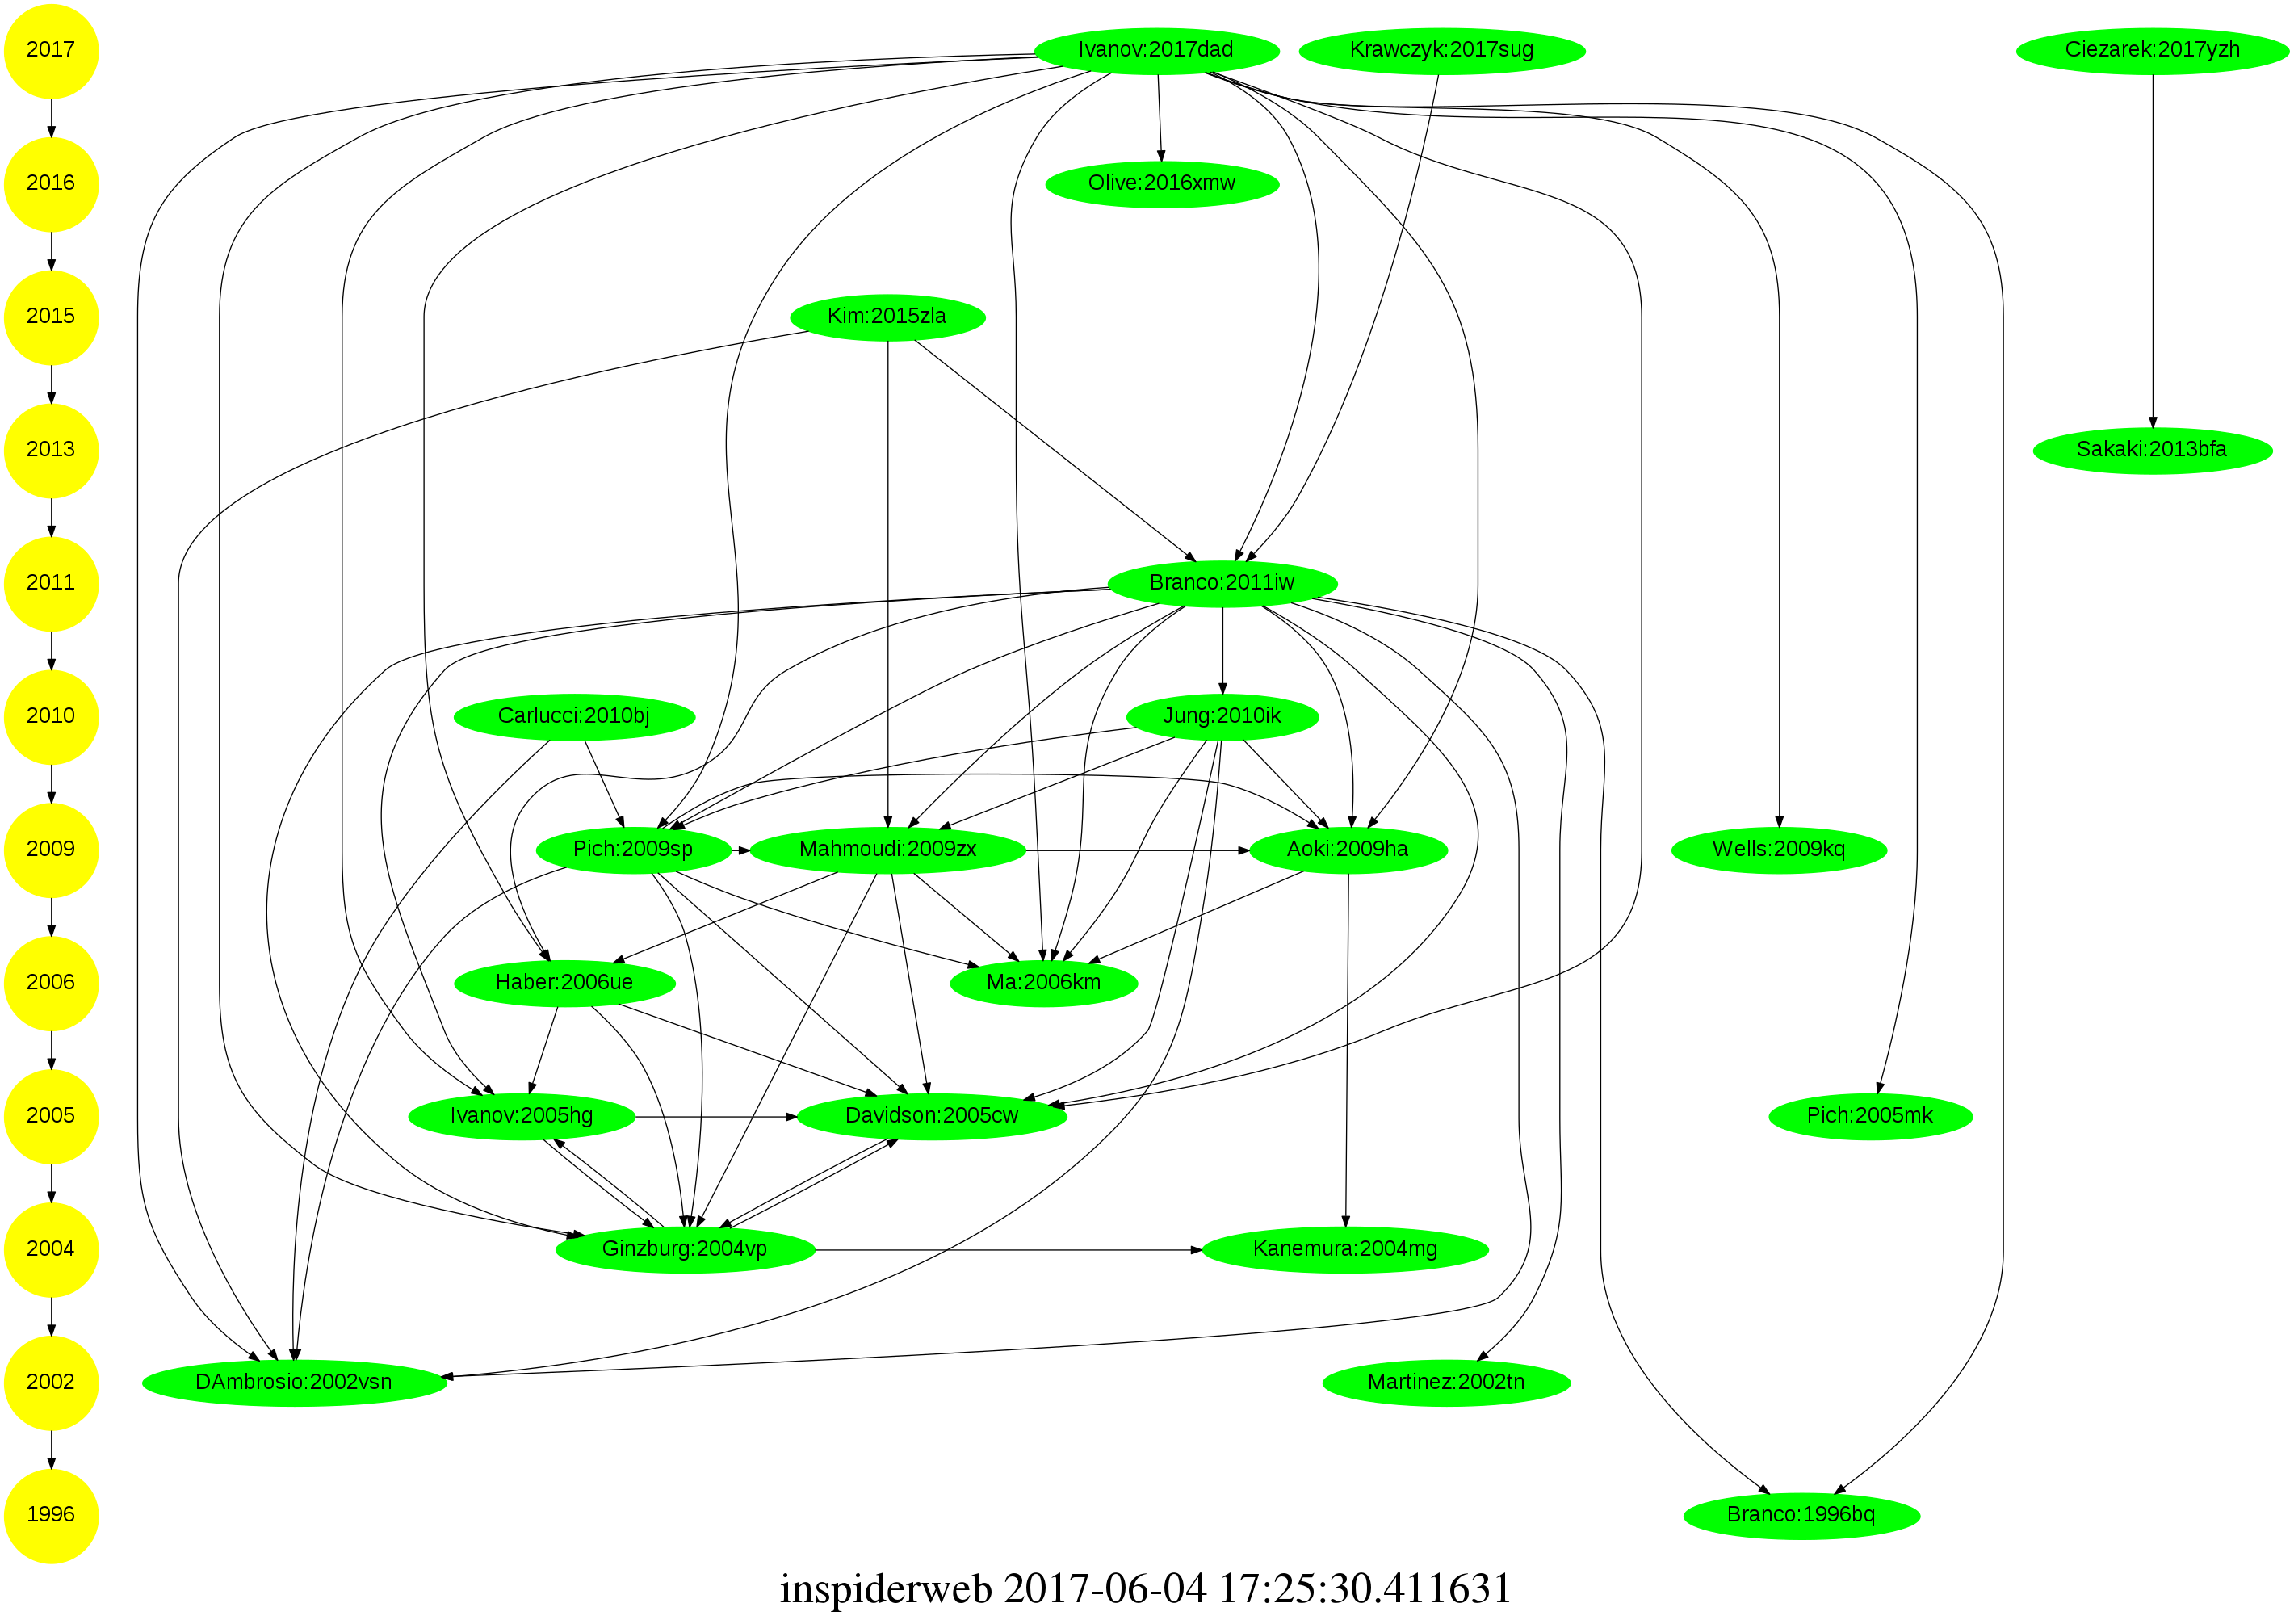 2017
Ivanov:2017dad
Krawczyk:2017sug
Ciezarek:2017yzh
2016
Olive:2016xmw
2015
Kim:2015zla
2013
Sakaki:2013bfa
2011
Branco:2011iw
2010
Carlucci:2010bj
Jung:2010ik
2009
Pich:2009sp
Mahmoudi:2009zx
Aoki:2009ha
Wells:2009kq
2006
Haber:2006ue
Ma:2006km
2005
Ivanov:2005hg
Davidson:2005cw
Pich:2005mk
2004
Ginzburg:2004vp
Kanemura:2004mg
2002
DAmbrosio:2002vsn
Martinez:2002tn
1996
Branco:1996bq
inspiderweb 2017-06-04 17:25:30.411631